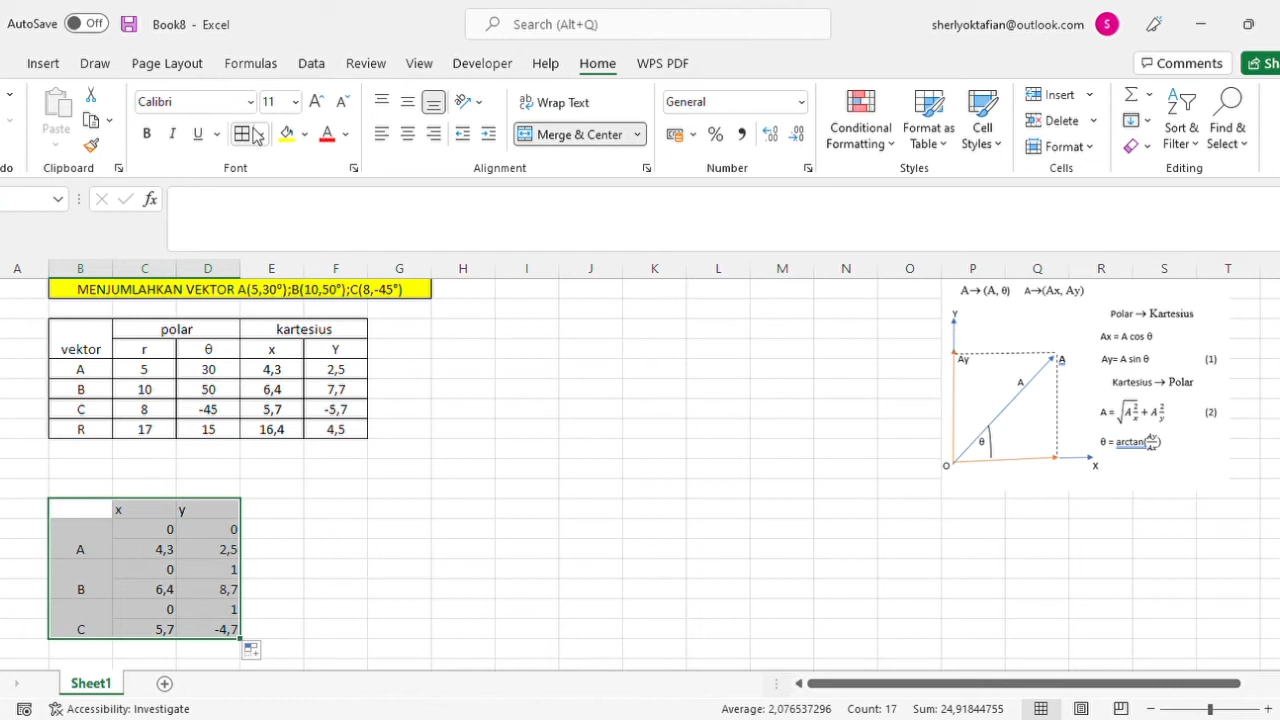 AutoSave Off Book8 - Excel Search (Alt+Q) sherlyoktafian@outlook.com S
Insert Draw Page Layout Formulas Data Review View Developer Help Home WPS PDF Comments Sh
Paste Calibri 11 Wrap Text General Conditional Formatting Format as Table Cell Styles Insert Delete Format Sort & Filter Find & Select
B I U A Merge & Center % 
do Clipboard Font Alignment Number Styles Cells Editing
fx
A B C D E F G H I J K L M N O P Q R S T
MENJUMLAHKAN VEKTOR A(5,30°);B(10,50°);C(8,-45°)
vektor polar kartesius
r θ x Y
A 5 30 4,3 2,5
B 10 50 6,4 7,7
C 8 -45 5,7 -5,7
R 17 15 16,4 4,5
x y
0 0
A 4,3 2,5
0 1
B 6,4 8,7
0 1
C 5,7 -4,7
A→ (A, θ) A→(Ax, Ay)
Y
Ay
A
A
θ
O
X
Polar → Kartesius
Ax = A cos θ
Ay= A sin θ (1)
Kartesius → Polar
A = √A²x + A²y (2)
θ = arctan(Ay/Ax)
Sheet1
Accessibility: Investigate Average: 2,076537296 Count: 17 Sum: 24,91844755